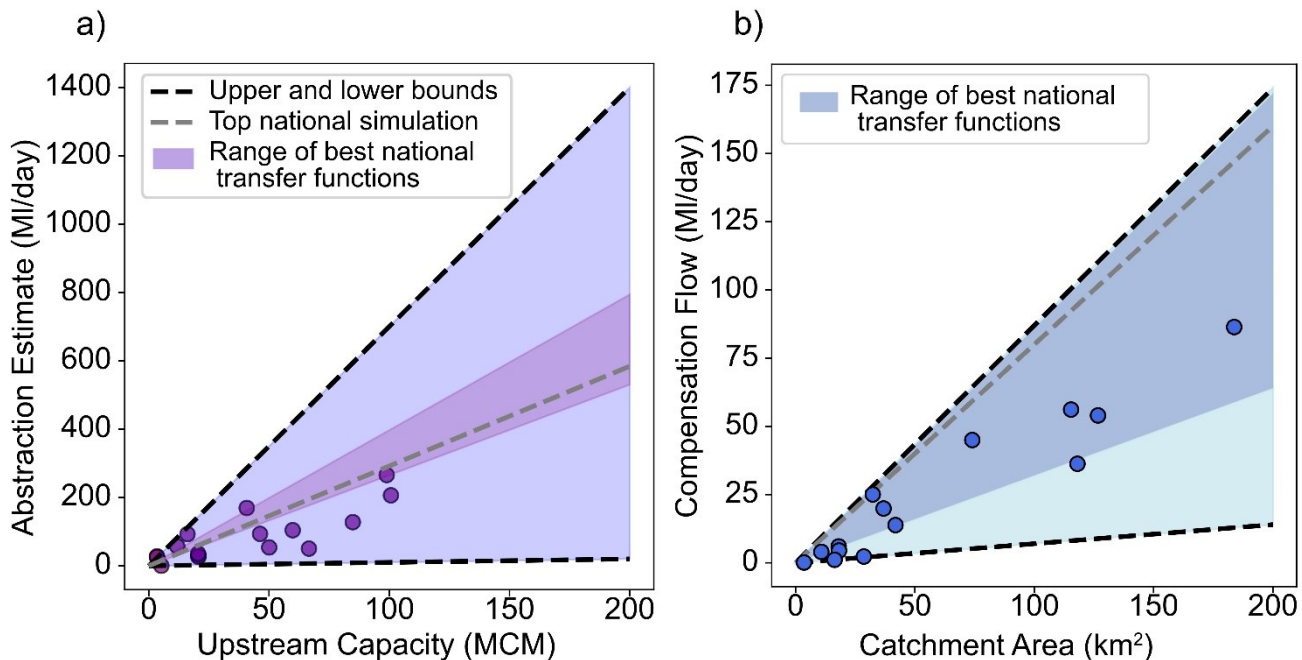 a)
Abstraction Estimate (Ml/day)
1400
1200
1000
800
600
400
200
0
Upper and lower bounds
Top national simulation
Range of best national
transfer functions
0 50 100 150 200
Upstream Capacity (MCM)
b)
Compensation Flow (Ml/day)
175
150
125
100
75
50
25
0
Range of best national
transfer functions
0 50 100 150 200
Catchment Area (km²)